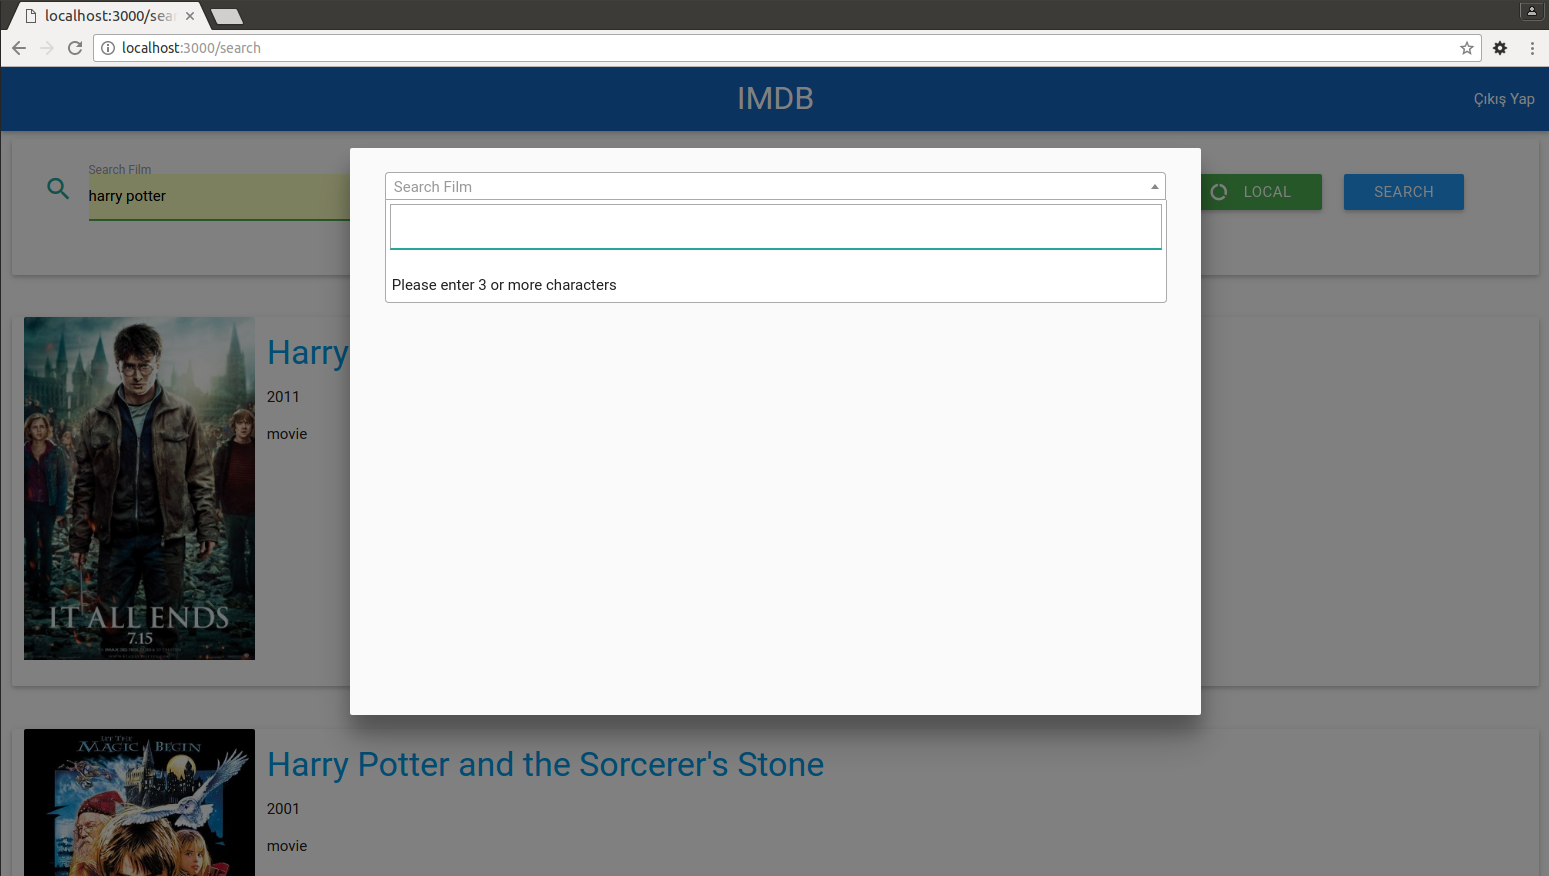 localhost:3000/sea
localhost:3000/search
IMDB
Çıkış Yap
Search Film
harry potter
LOCAL
SEARCH
Search Film
Please enter 3 or more characters
Harry
2011
movie
IT ALL ENDS
7.15
LET THE
MAGIC BEGIN
Harry Potter and the Sorcerer's Stone
2001
movie